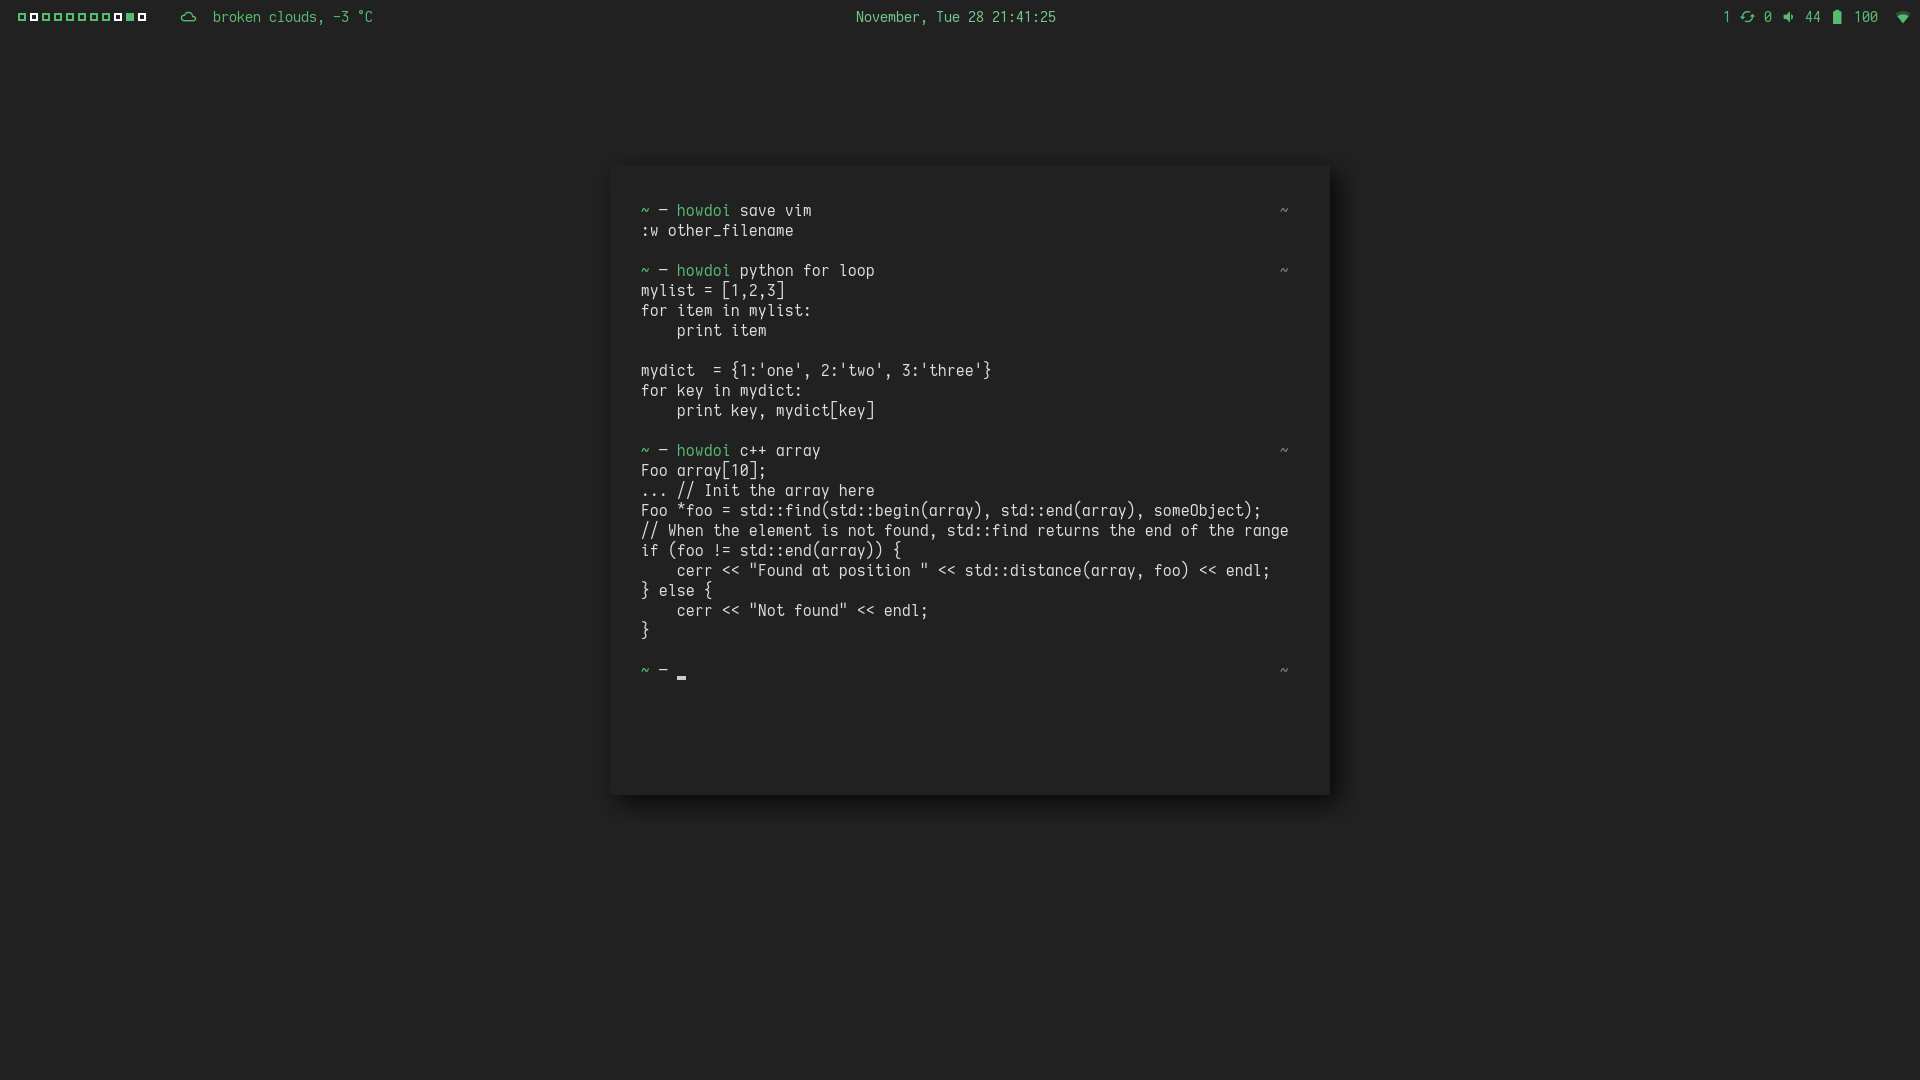 broken clouds, -3 °C
November, Tue 28 21:41:25
1 0 44 100
~ — howdoi save vim ~
:w other_filename
~ — howdoi python for loop ~
mylist = [1,2,3]
for item in mylist:
    print item
mydict  = {1:'one', 2:'two', 3:'three'}
for key in mydict:
    print key, mydict[key]
~ — howdoi c++ array ~
Foo array[10];
... // Init the array here
Foo *foo = std::find(std::begin(array), std::end(array), someObject);
// When the element is not found, std::find returns the end of the range
if (foo != std::end(array)) {
    cerr << "Found at position " << std::distance(array, foo) << endl;
} else {
    cerr << "Not found" << endl;
}
~ — ~